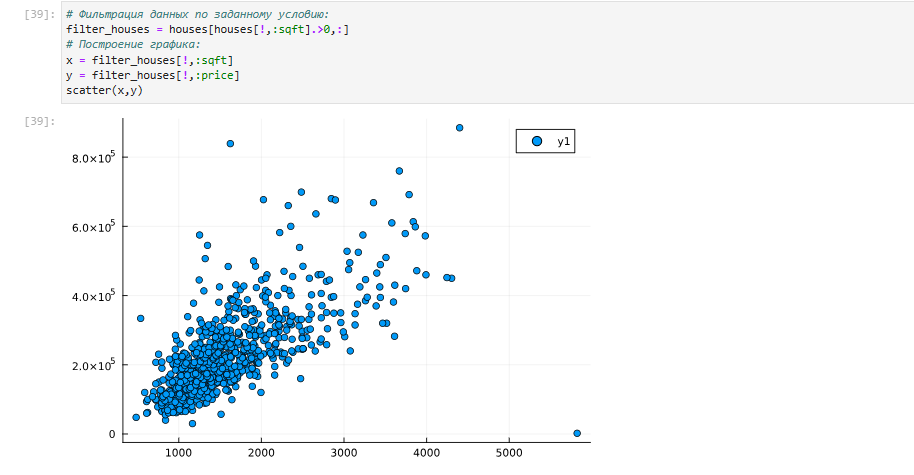 [39]: # Фильтрация данных по заданному условию:
filter_houses = houses[houses[!,:sqft].>0,:]
# Построение графика:
x = filter_houses[!,:sqft]
y = filter_houses[!,:price]
scatter(x,y)
[39]:
y1
8.0×10⁵
6.0×10⁵
4.0×10⁵
2.0×10⁵
0
1000 2000 3000 4000 5000